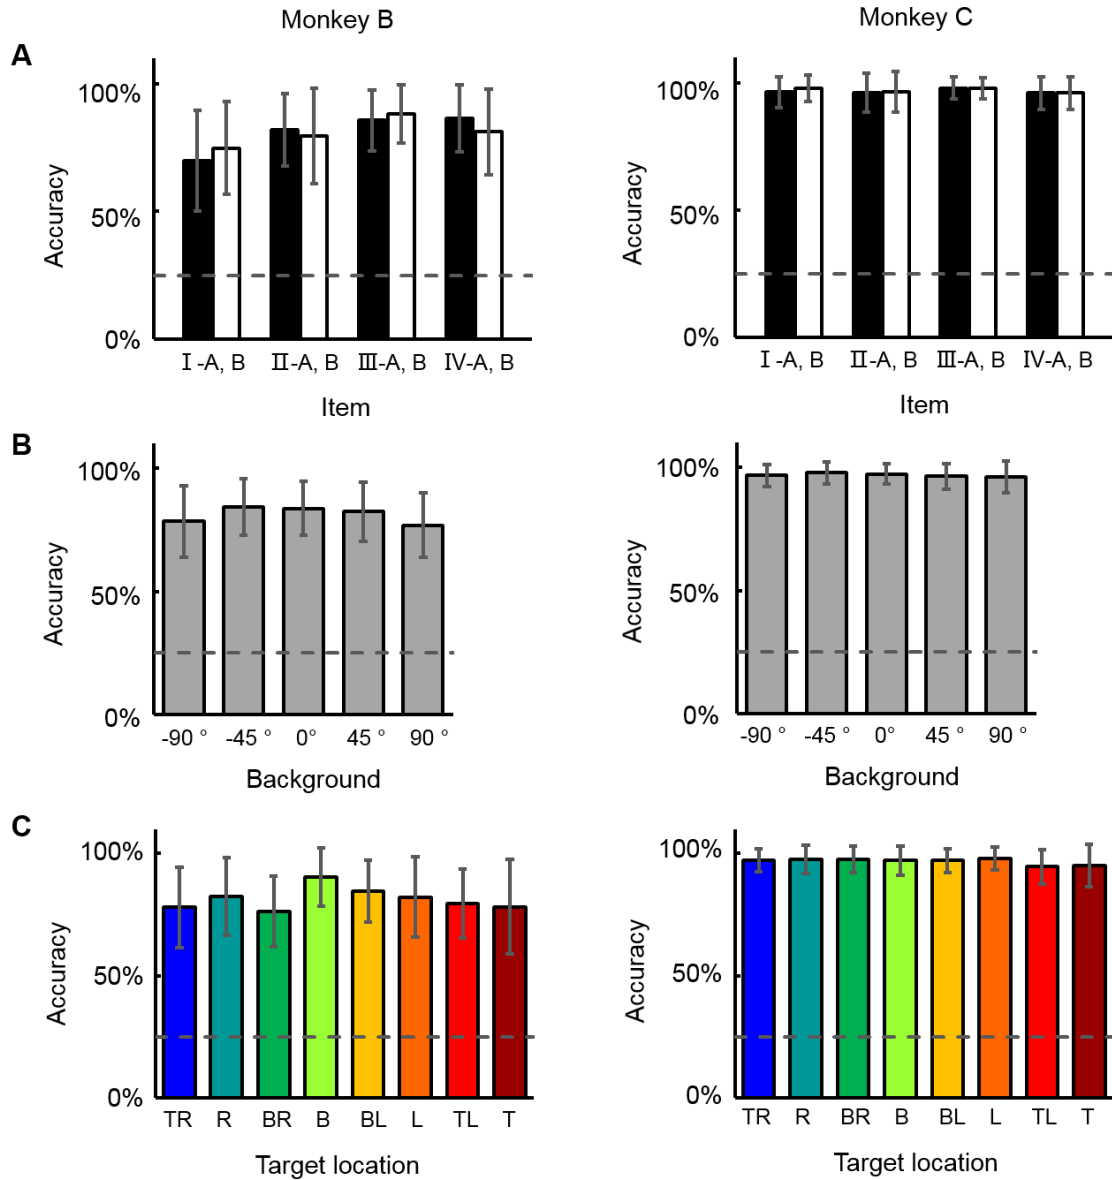 Monkey B
Monkey C
A
100%
50%
0%
Accuracy
Ⅰ-A, B Ⅱ-A, B Ⅲ-A, B Ⅳ-A, B
Item
100%
50%
0%
Accuracy
Ⅰ-A, B Ⅱ-A, B Ⅲ-A, B Ⅳ-A, B
Item
B
100%
50%
0%
Accuracy
-90 ° -45 ° 0° 45 ° 90 °
Background
100%
50%
0%
Accuracy
-90 ° -45 ° 0° 45 ° 90 °
Background
C
100%
50%
0%
Accuracy
TR R BR B BL L TL T
Target location
100%
50%
0%
Accuracy
TR R BR B BL L TL T
Target location